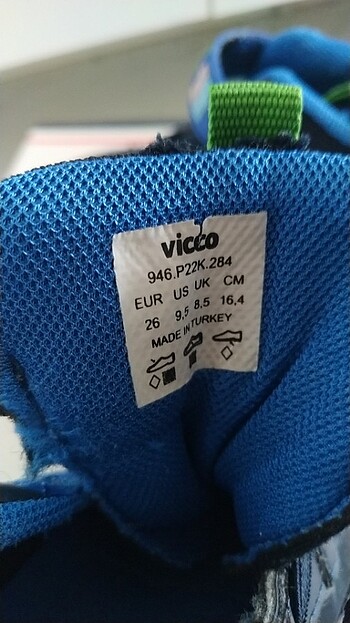 vicco
946.P22K.284
EUR US UK CM
26 9,5 8.5 16,4
MADE IN TURKEY